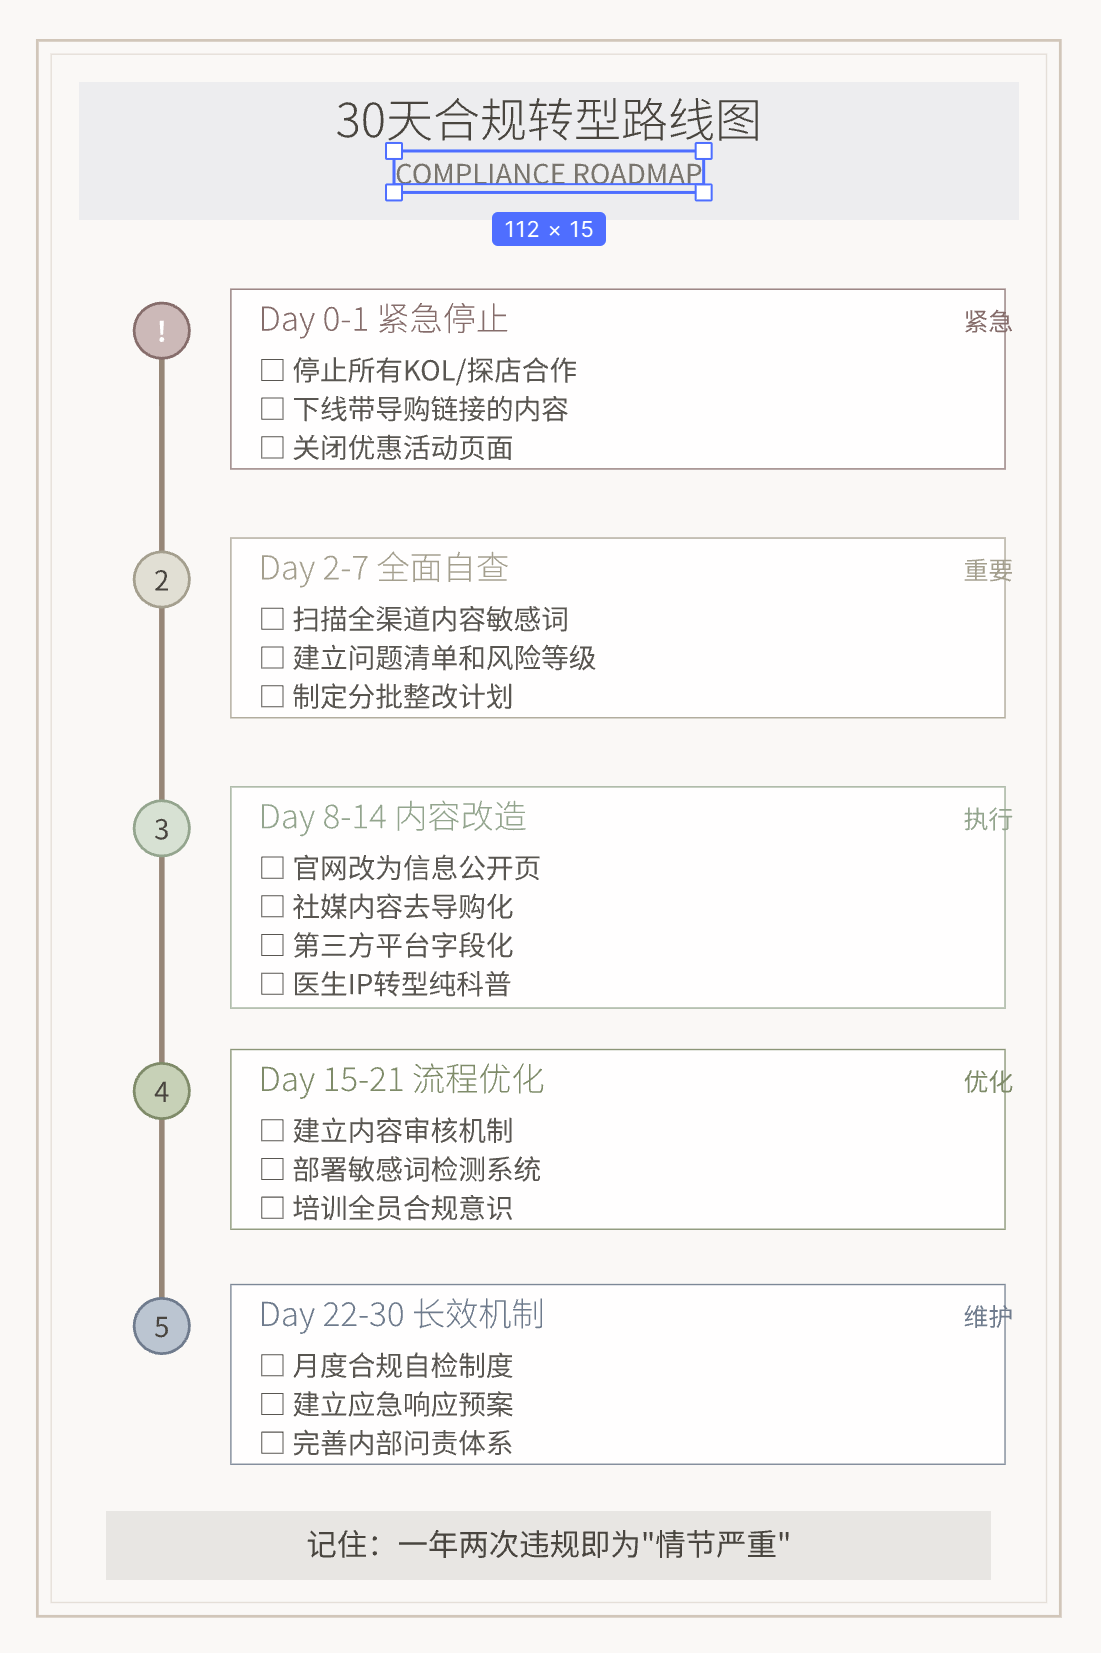 30天合规转型路线图
COMPLIANCE ROADMAP
112 × 15
!
Day 0-1 紧急停止
紧急
☐ 停止所有KOL/探店合作
☐ 下线带导购链接的内容
☐ 关闭优惠活动页面
2
Day 2-7 全面自查
重要
☐ 扫描全渠道内容敏感词
☐ 建立问题清单和风险等级
☐ 制定分批整改计划
3
Day 8-14 内容改造
执行
☐ 官网改为信息公开页
☐ 社媒内容去导购化
☐ 第三方平台字段化
☐ 医生IP转型纯科普
4
Day 15-21 流程优化
优化
☐ 建立内容审核机制
☐ 部署敏感词检测系统
☐ 培训全员合规意识
5
Day 22-30 长效机制
维护
☐ 月度合规自检制度
☐ 建立应急响应预案
☐ 完善内部问责体系
记住：一年两次违规即为"情节严重"